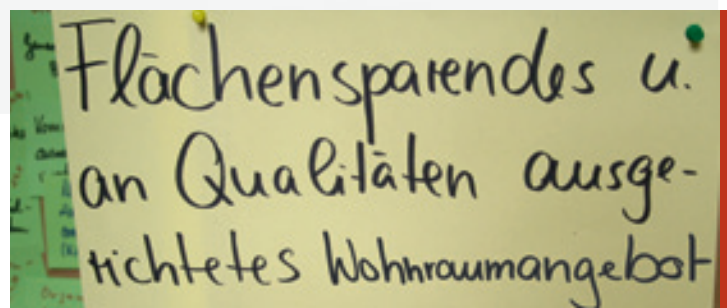 Flächensparendes u.
an Qualitäten ausge-
richtetes Wohnraumangebot